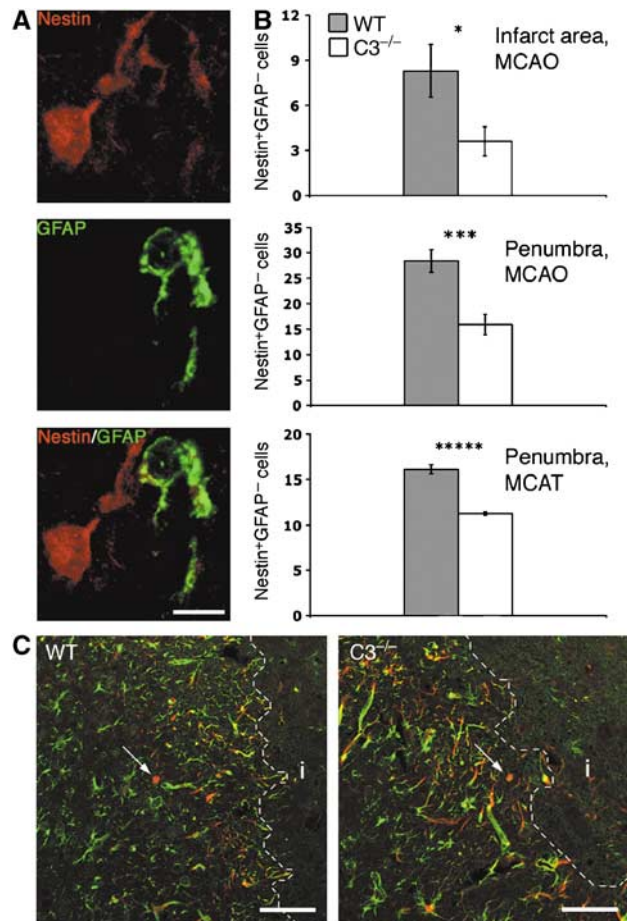 A
Nestin
GFAP
Nestin/GFAP
B
WT
C3⁻/⁻
*
Infarct area,
MCAO
Nestin⁺GFAP⁻ cells
12
9
6
3
0
***
Penumbra,
MCAO
Nestin⁺GFAP⁻ cells
35
30
25
20
15
10
5
0
*****
Penumbra,
MCAT
Nestin⁺GFAP⁻ cells
20
15
10
5
0
C
WT
i
C3⁻/⁻
i